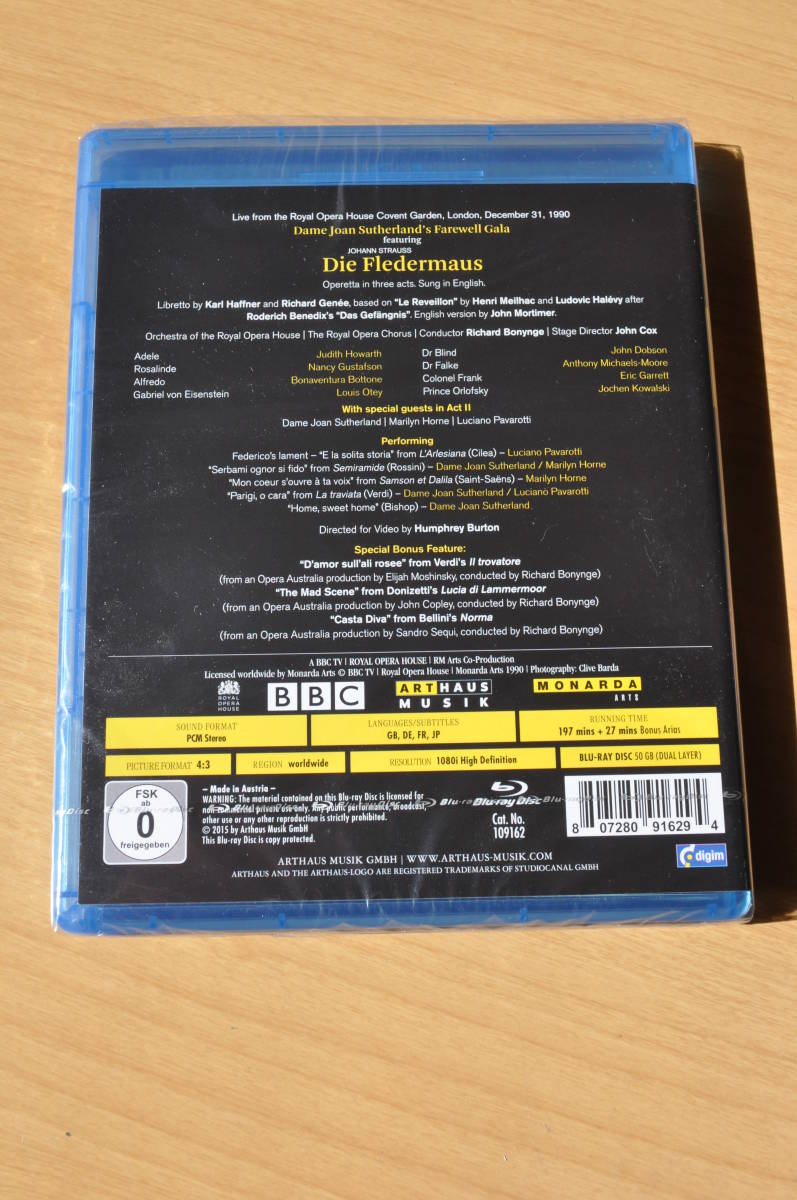 Live from the Royal Opera House Covent Garden, London, December 31, 1990
Dame Joan Sutherland's Farewell Gala
featuring
JOHANN STRAUSS
Die Fledermaus
Operetta in three acts. Sung in English.
Libretto by Karl Haffner and Richard Genée, based on "Le Reveillon" by Henri Meilhac and Ludovic Halévy after
Roderich Benedix's "Das Gefängnis". English version by John Mortimer.
Orchestra of the Royal Opera House | The Royal Opera Chorus | Conductor Richard Bonynge | Stage Director John Cox
Adele Judith Howarth Dr Blind John Dobson
Rosalinde Nancy Gustafson Dr Falke Anthony Michaels-Moore
Alfredo Bonaventura Bottone Colonel Frank Eric Garrett
Gabriel von Eisenstein Louis Otey Prince Orlofsky Jochen Kowalski
With special guests in Act II
Dame Joan Sutherland | Marilyn Horne | Luciano Pavarotti
Performing
Federico's lament – "E la solita storia" from L'Arlesiana (Cilea) – Luciano Pavarotti
"Serbami ognor si fido" from Semiramide (Rossini) – Dame Joan Sutherland / Marilyn Horne
"Mon coeur s'ouvre à ta voix" from Samson et Dalila (Saint-Saëns) – Marilyn Horne
"Parigi, o cara" from La traviata (Verdi) – Dame Joan Sutherland / Luciano Pavarotti
"Home, sweet home" (Bishop) – Dame Joan Sutherland
Directed for Video by Humphrey Burton
Special Bonus Feature:
"D'amor sull'ali rosee" from Verdi's Il trovatore
(from an Opera Australia production by Elijah Moshinsky, conducted by Richard Bonynge)
"The Mad Scene" from Donizetti's Lucia di Lammermoor
(from an Opera Australia production by John Copley, conducted by Richard Bonynge)
"Casta Diva" from Bellini's Norma
(from an Opera Australia production by Sandro Sequi, conducted by Richard Bonynge)
A BBC TV | ROYAL OPERA HOUSE | RM Arts Co-Production
Licensed worldwide by Monarda Arts © BBC TV | Royal Opera House | Monarda Arts 1990 | Photography: Clive Barda
ROYAL
OPERA
HOUSE
BBC
ARTHAUS
MUSIK
MONARDA
ARTS
SOUND FORMAT
PCM Stereo
LANGUAGES/SUBTITLES
GB, DE, FR, JP
RUNNING TIME
197 mins + 27 mins Bonus Arias
PICTURE FORMAT 4:3
REGION worldwide
RESOLUTION 1080i High Definition
BLU-RAY DISC 50 GB (DUAL LAYER)
FSK
ab
0
freigegeben
– Made in Austria –
WARNING: The material contained on this Blu-ray Disc is licensed for
non-commercial private use only. Any public performance, broadcast,
other use or any other reproduction is strictly prohibited.
© 2015 by Arthaus Musik GmbH
This Blu-ray Disc is copy protected.
Blu-ray Disc
Cat. No.
109162
8 07280 91629 4
digim
ARTHAUS MUSIK GMBH | WWW.ARTHAUS-MUSIK.COM
ARTHAUS AND THE ARTHAUS-LOGO ARE REGISTERED TRADEMARKS OF STUDIOCANAL GMBH